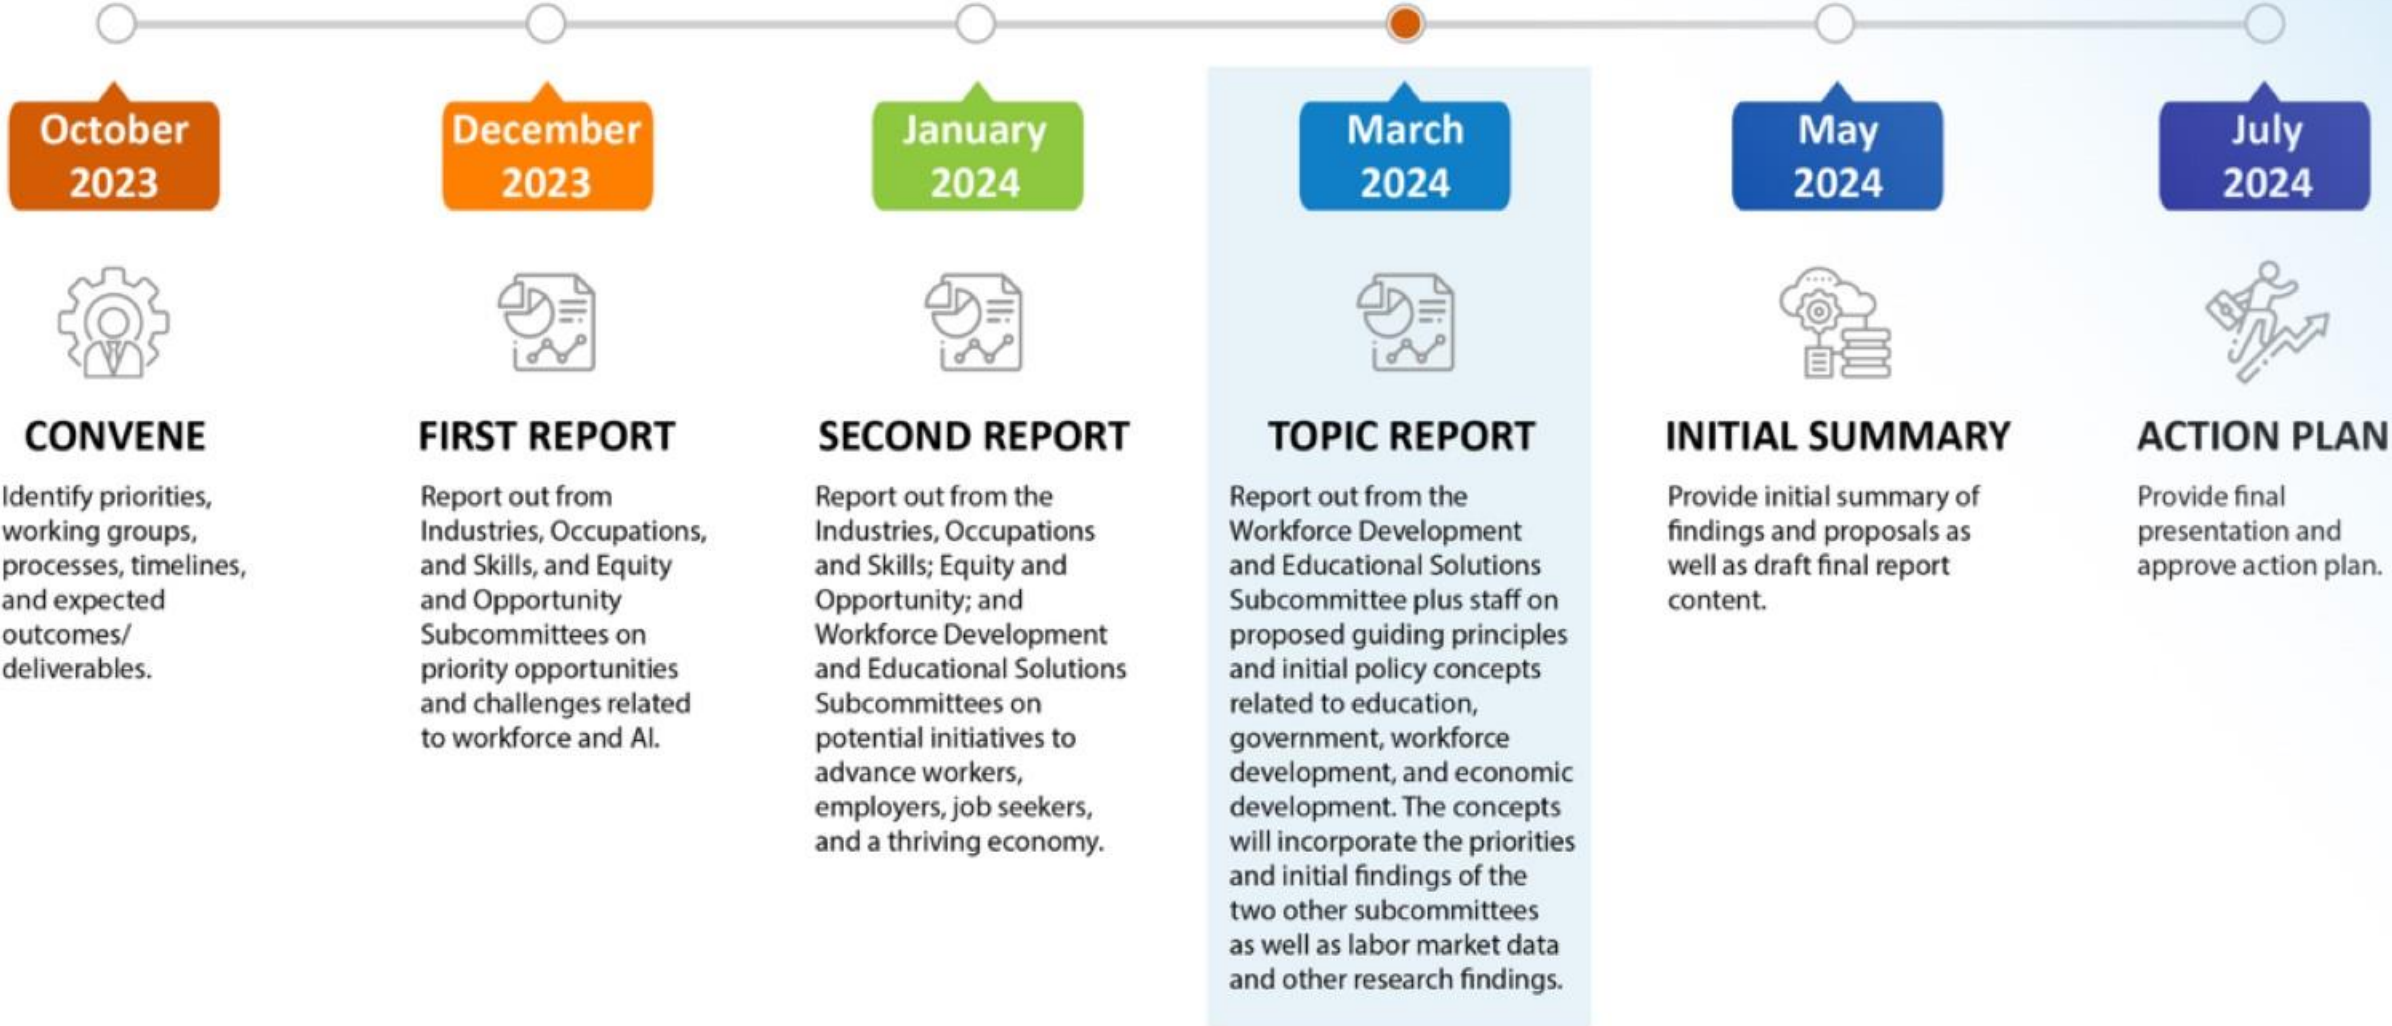 October
2023
CONVENE
Identify priorities,
working groups,
processes, timelines,
and expected
outcomes/
deliverables.
December
2023
FIRST REPORT
Report out from
Industries, Occupations,
and Skills, and Equity
and Opportunity
Subcommittees on
priority opportunities
and challenges related
to workforce and AI.
January
2024
SECOND REPORT
Report out from the
Industries, Occupations
and Skills; Equity and
Opportunity; and
Workforce Development
and Educational Solutions
Subcommittees on
potential initiatives to
advance workers,
employers, job seekers,
and a thriving economy.
March
2024
TOPIC REPORT
Report out from the
Workforce Development
and Educational Solutions
Subcommittee plus staff on
proposed guiding principles
and initial policy concepts
related to education,
government, workforce
development, and economic
development. The concepts
will incorporate the priorities
and initial findings of the
two other subcommittees
as well as labor market data
and other research findings.
May
2024
INITIAL SUMMARY
Provide initial summary of
findings and proposals as
well as draft final report
content.
July
2024
ACTION PLAN
Provide final
presentation and
approve action plan.